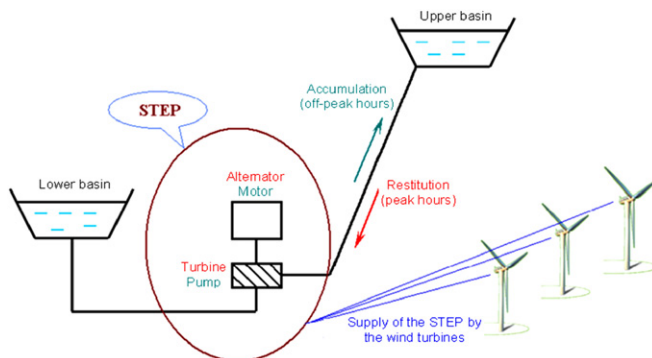 Upper basin
Accumulation
(off-peak hours)
STEP
Alternator
Motor
Lower basin
Restitution
(peak hours)
Turbine
Pump
Supply of the STEP by
the wind turbines